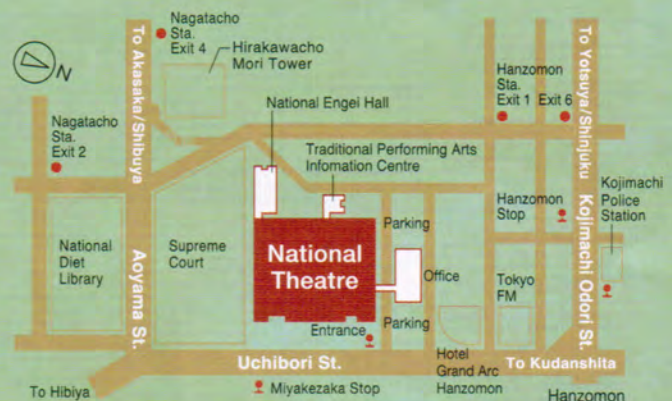 Nagatacho
Sta.
Exit 4
To Akasaka/Shibuya
Hirakawacho
Mori Tower
N
Nagatacho
Sta.
Exit 2
National Engei Hall
Traditional Performing Arts
Infomation Centre
Hanzomon
Sta.
Exit 1 Exit 6
To Yotsuya/Shinjuku
Hanzomon
Stop
Kojimachi Odori St.
Kojimachi
Police
Station
National
Diet
Library
Aoyama St.
Supreme
Court
National
Theatre
Parking
Office
Parking
Tokyo
FM
Entrance
Uchibori St.
Hotel
Grand Arc
Hanzomon
To Kudanshita
To Hibiya
Miyakezaka Stop
Hanzomon